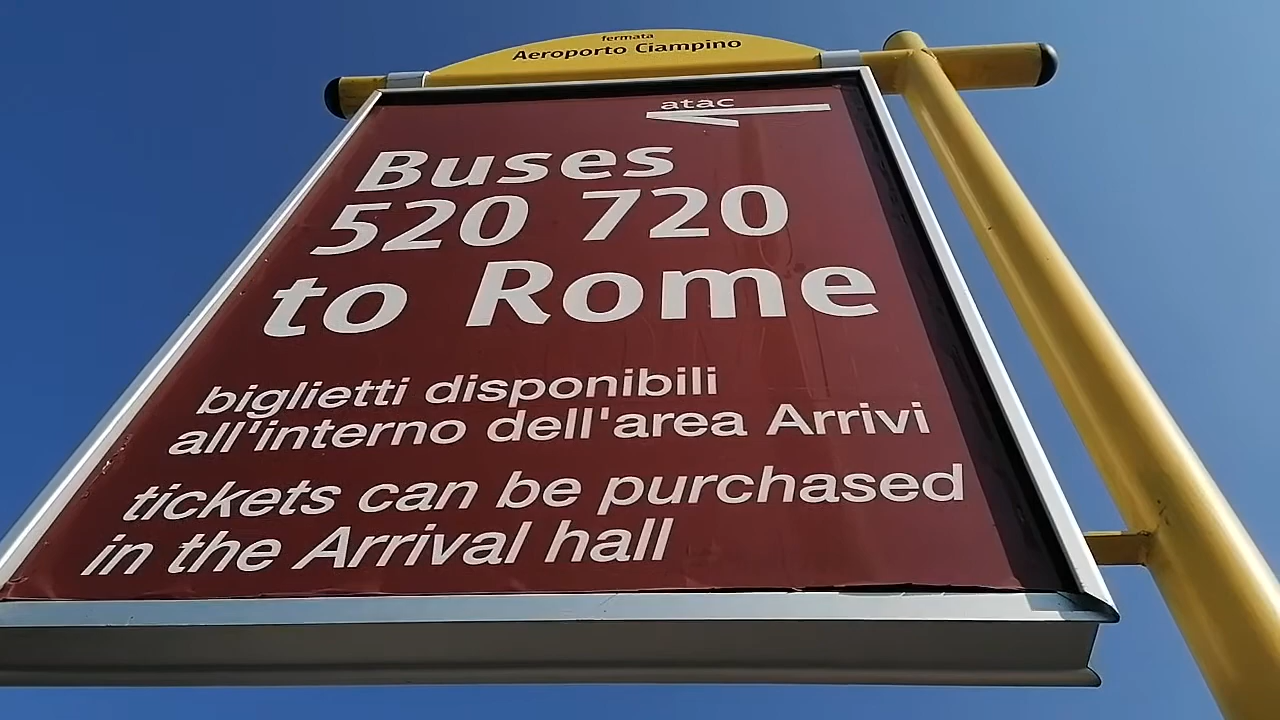 fermata
Aeroporto Ciampino
atac
Buses
520 720
to Rome
biglietti disponibili
all'interno dell'area Arrivi
tickets can be purchased
in the Arrival hall